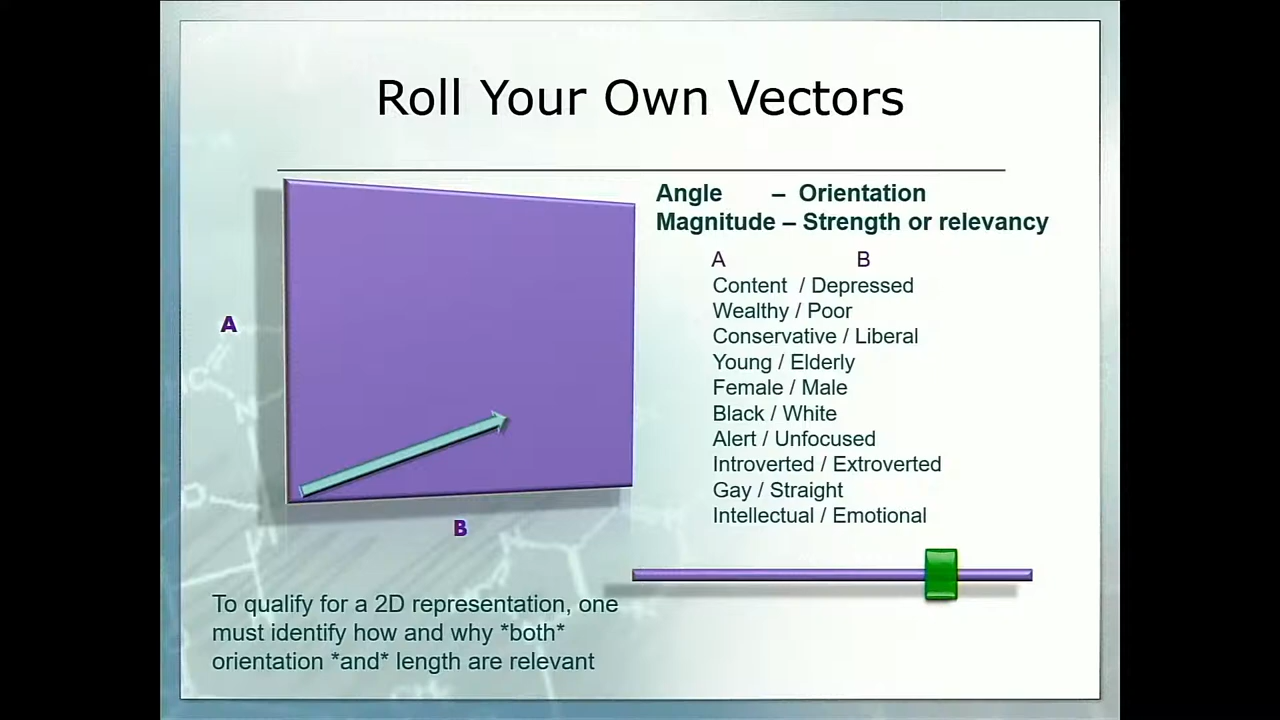 Roll Your Own Vectors
Angle – Orientation
Magnitude – Strength or relevancy
A B
Content / Depressed
Wealthy / Poor
Conservative / Liberal
Young / Elderly
Female / Male
Black / White
Alert / Unfocused
Introverted / Extroverted
Gay / Straight
Intellectual / Emotional
A
B
To qualify for a 2D representation, one
must identify how and why *both*
orientation *and* length are relevant